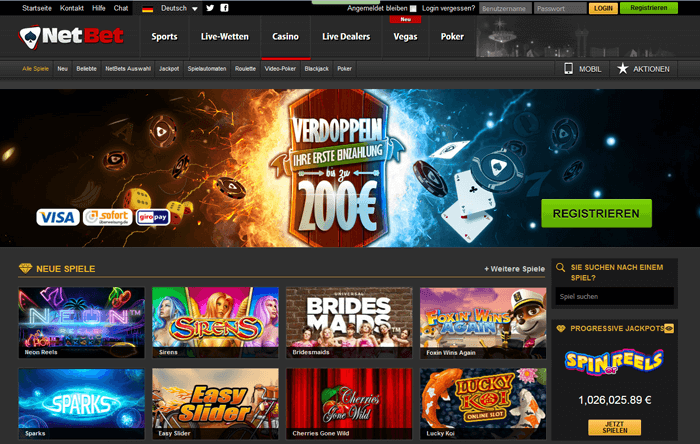 Startseite Kontakt Hilfe Chat Deutsch Angemeldet bleiben Login vergessen? Benutzername Passwort LOGIN Registrieren
NetBet
Sports Live-Wetten Casino Live Dealers Neu Vegas Poker
Alle Spiele Neu Beliebte NetBets Auswahl Jackpot Spielautomaten Roulette Video-Poker Blackjack Poker MOBIL AKTIONEN
VERDOPPELN
IHRE ERSTE EINZAHLUNG
bis zu
200€
VISA sofort überweisung.de giropay
REGISTRIEREN
NEUE SPIELE + Weitere Spiele
NEON REELS
SIRENS
UNIVERSAL
BRIDESMAIDS™
FOXIN' WINS AGAIN
Neon Reels Sirens Bridesmaids Foxin Wins Again
SPARKS
Easy Slider
Cherries Gone Wild
LUCKY KOI
ONLINE SLOT
Sparks Easy Slider Cherries Gone Wild Lucky Koi
SIE SUCHEN NACH EINEM
SPIEL?
Spiel suchen
PROGRESSIVE JACKPOTS
SPIN REELS
1,026,025.89 €
JETZT
SPIELEN